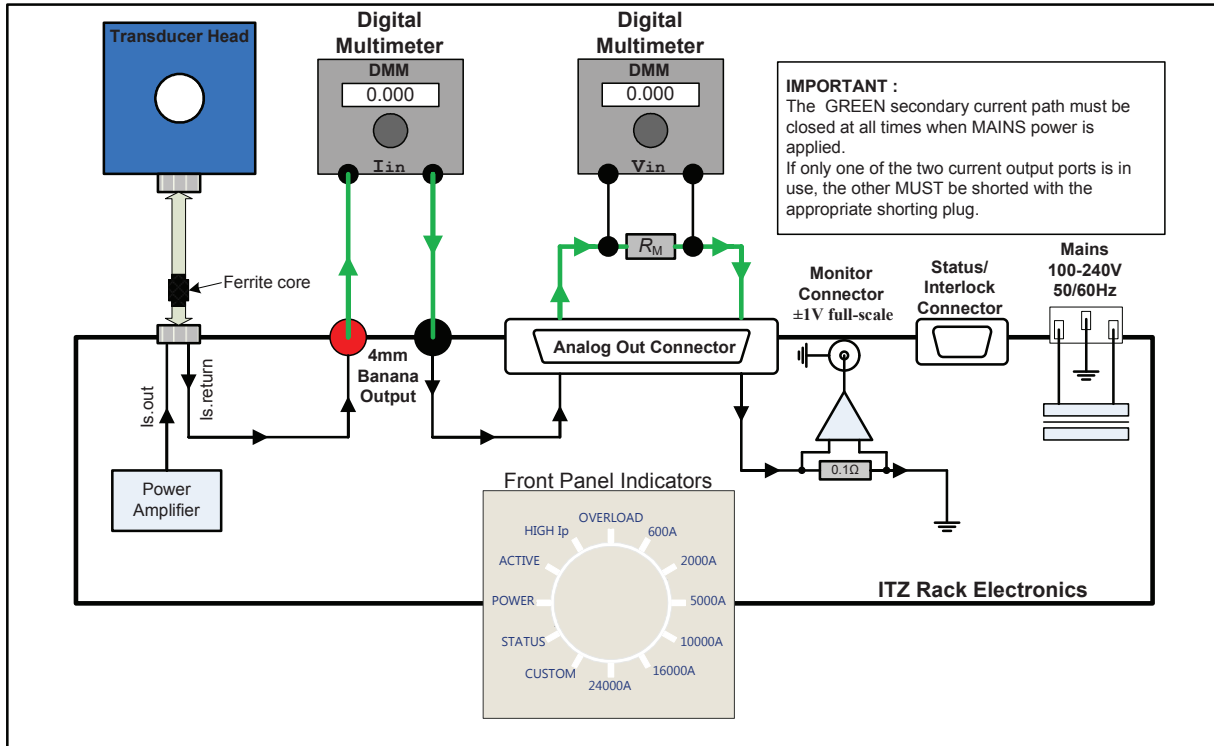 Transducer Head
Digital
Multimeter
DMM
0.000
Iin
Digital
Multimeter
DMM
0.000
Vin
IMPORTANT :
The GREEN secondary current path must be
closed at all times when MAINS power is
applied.
If only one of the two current output ports is in
use, the other MUST be shorted with the
appropriate shorting plug.
RM
Ferrite core
Monitor
Connector
±1V full-scale
Status/
Interlock
Connector
Mains
100-240V
50/60Hz
4mm
Banana
Output
Analog Out Connector
Is.out
Is.return
Power
Amplifier
0.1Ω
Front Panel Indicators
OVERLOAD
HIGH Ip
600A
ACTIVE
2000A
POWER
5000A
STATUS
10000A
CUSTOM
16000A
24000A
ITZ Rack Electronics